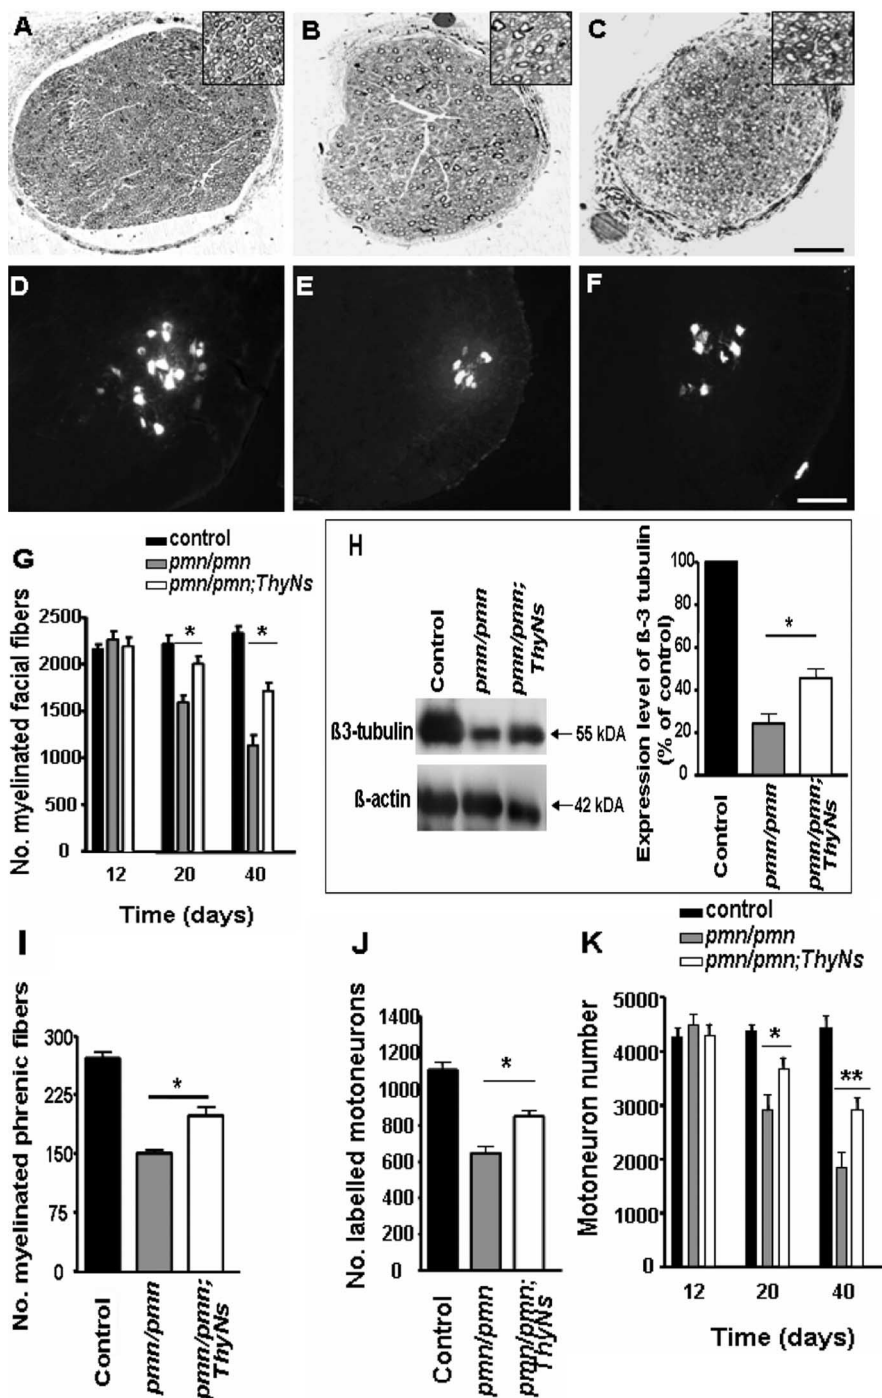 A
B
C
D
E
F
G
control
pmn/pmn
pmn/pmn;ThyNs
No. myelinated facial fibers
2500
2000
1500
1000
500
0
*
*
12 20 40
Time (days)
H
Control
pmn/pmn
pmn/pmn;
ThyNs
ß3-tubulin
55 kDA
ß-actin
42 kDA
Expression level of ß-3 tubulin
(% of control)
100
80
60
40
20
0
*
Control
pmn/pmn
pmn/pmn;
ThyNs
I
No. myelinated phrenic fibers
300
225
150
75
0
*
Control
pmn/pmn
pmn/pmn;
ThyNs
J
No. labelled motoneurons
1400
1200
1000
800
600
400
200
0
*
Control
pmn/pmn
pmn/pmn;
ThyNs
K
control
pmn/pmn
pmn/pmn;ThyNs
Motoneuron number
5000
4000
3000
2000
1000
0
*
**
12 20 40
Time (days)